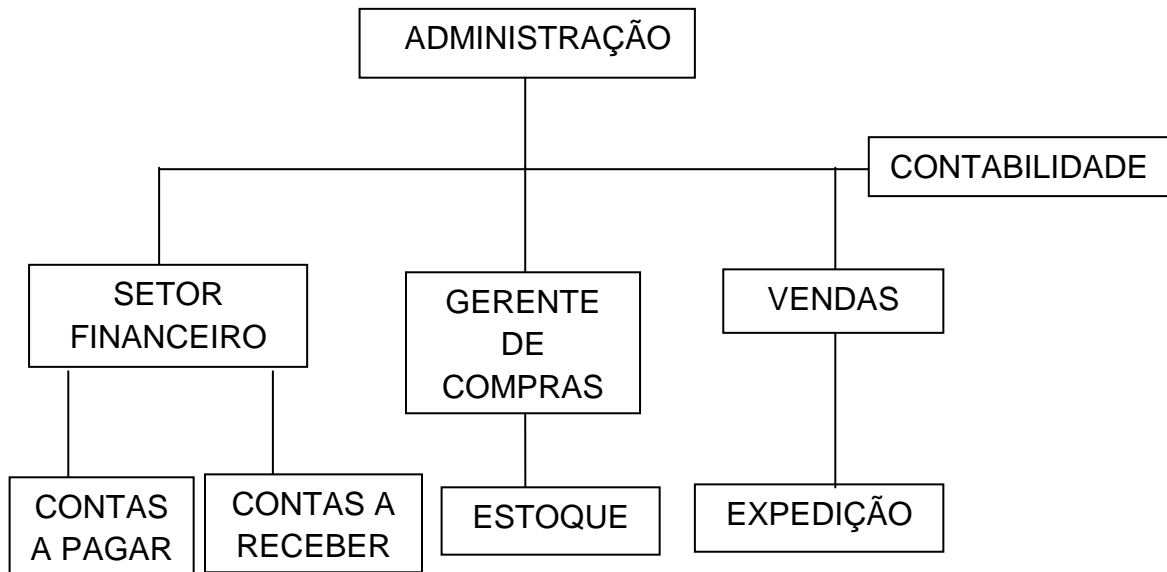 ADMINISTRAÇÃO
CONTABILIDADE
SETOR
FINANCEIRO
GERENTE
DE
COMPRAS
VENDAS
CONTAS
A PAGAR
CONTAS A
RECEBER
ESTOQUE
EXPEDIÇÃO